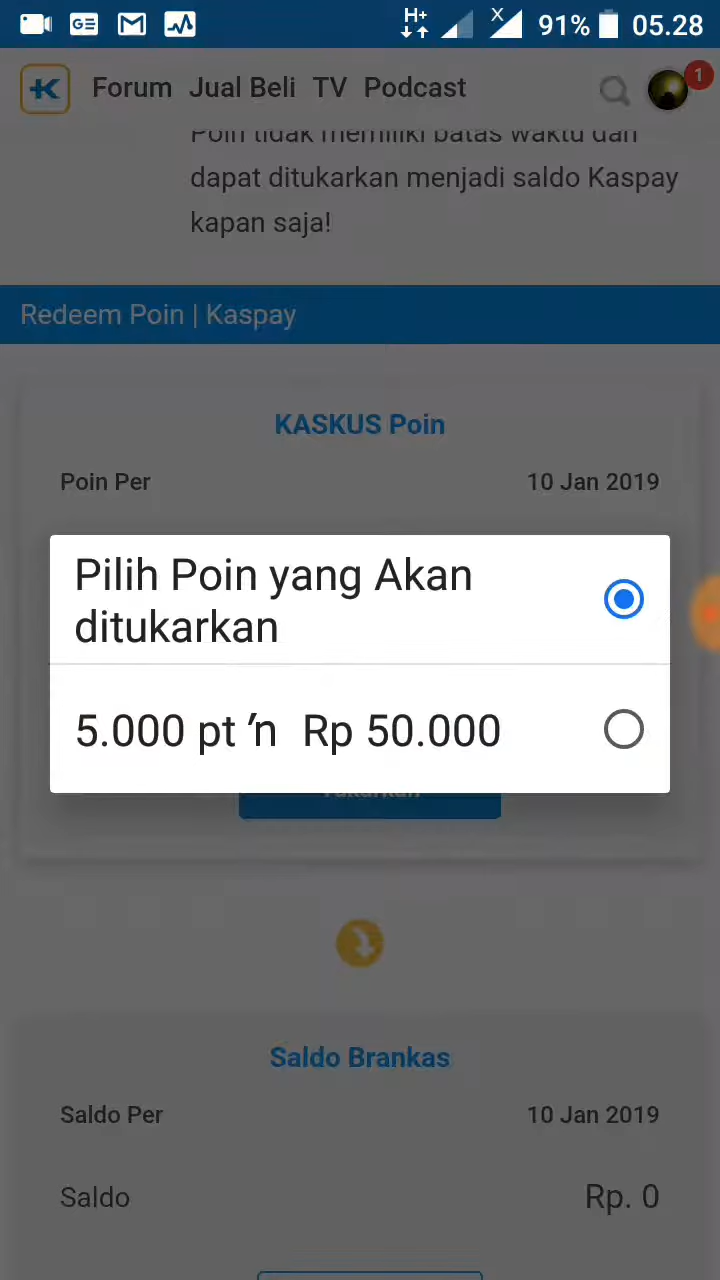 H+
X
91%
05.28
GE
M
K
Forum Jual Beli TV Podcast
1
Poin tidak memiliki batas waktu dan
dapat ditukarkan menjadi saldo Kaspay
kapan saja!
Redeem Poin | Kaspay
KASKUS Poin
Poin Per 10 Jan 2019
Pilih Poin yang Akan
ditukarkan
5.000 pt ’n Rp 50.000
Tukarkan
Saldo Brankas
Saldo Per 10 Jan 2019
Saldo Rp. 0